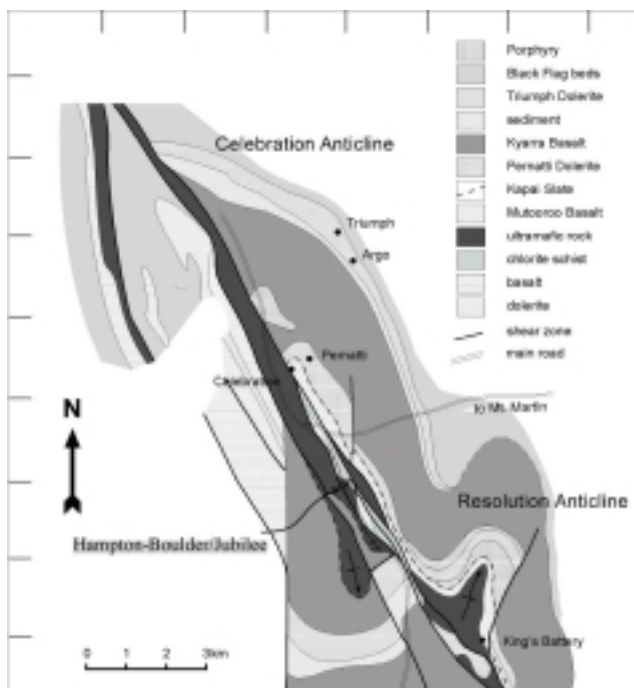 Porphyry
Black Flag beds
Triumph Dolerite
sediment
Kyarra Basalt
Pernatti Dolerite
Kapai Slate
Mutooroo Basalt
ultramafic rock
chlorite schist
basalt
dolerite
shear zone
main road
Celebration Anticline
Triumph
Argo
Pernatti
Celebration
to Mt. Martin
N
Resolution Anticline
Hampton-Boulder/Jubilee
King's Battery
0 1 2 3km